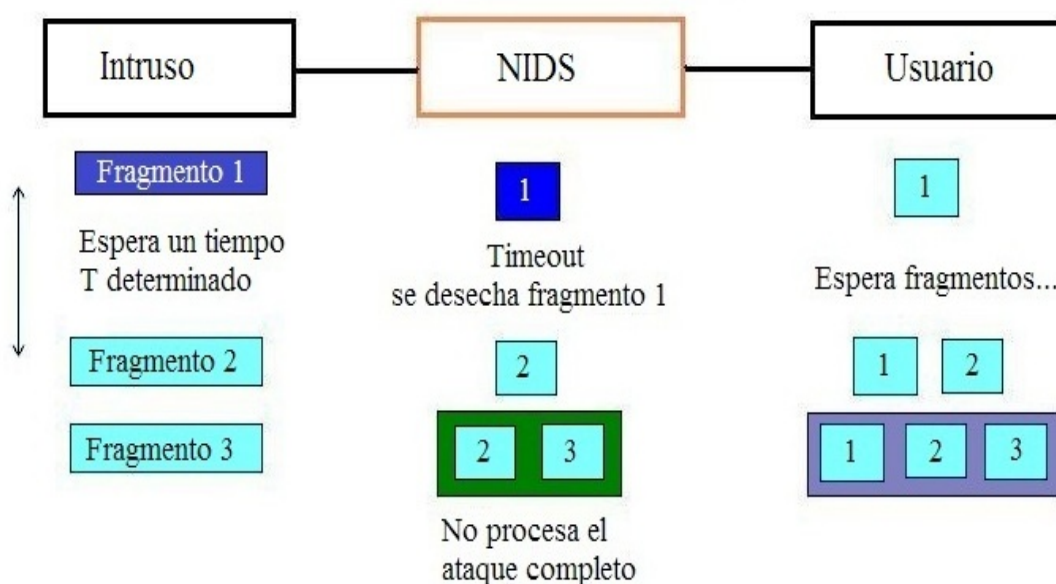 Intruso
NIDS
Usuario
Fragmento 1
1
1
Espera un tiempo
T determinado
Timeout
se desecha fragmento 1
Espera fragmentos...
Fragmento 2
2
1
2
Fragmento 3
2
3
1
2
3
No procesa el
ataque completo